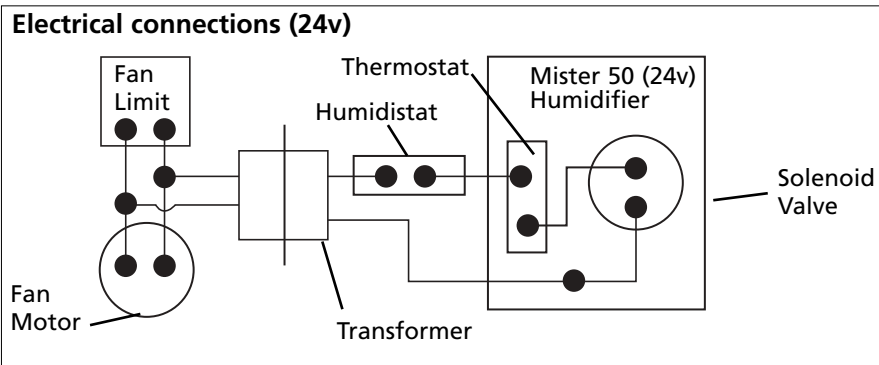 Electrical connections (24v)
Fan
Limit
Thermostat
Humidistat
Mister 50 (24v)
Humidifier
Solenoid
Valve
Fan
Motor
Transformer